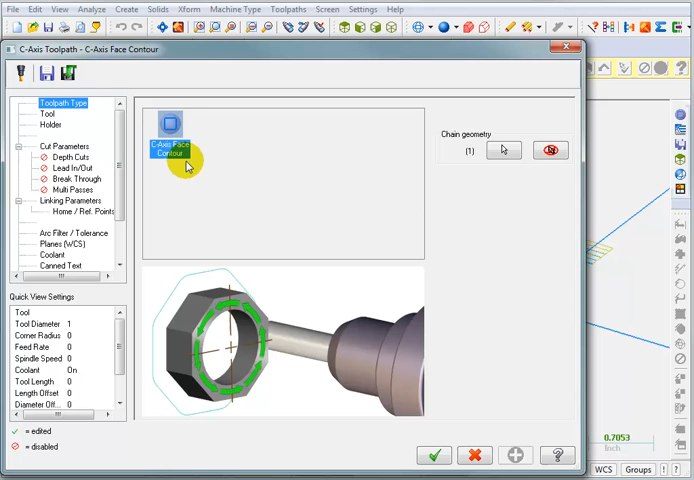 File Edit View Analyze Create Solids Xform Machine Type Toolpaths Screen Settings Help
C-Axis Toolpath - C-Axis Face Contour
Toolpath Type
Tool
Holder
Cut Parameters
Depth Cuts
Lead In/Out
Break Through
Multi Passes
Linking Parameters
Home / Ref. Points
Arc Filter / Tolerance
Planes (WCS)
Coolant
Canned Text
C-Axis Face
Contour
Chain geometry
(1)
Quick View Settings
Tool
Tool Diameter 1
Corner Radius 0
Feed Rate 0
Spindle Speed 0
Coolant On
Tool Length 0
Length Offset 0
Diameter Off... 0
= edited
= disabled
0.7053
Inch
WCS Groups ! ?